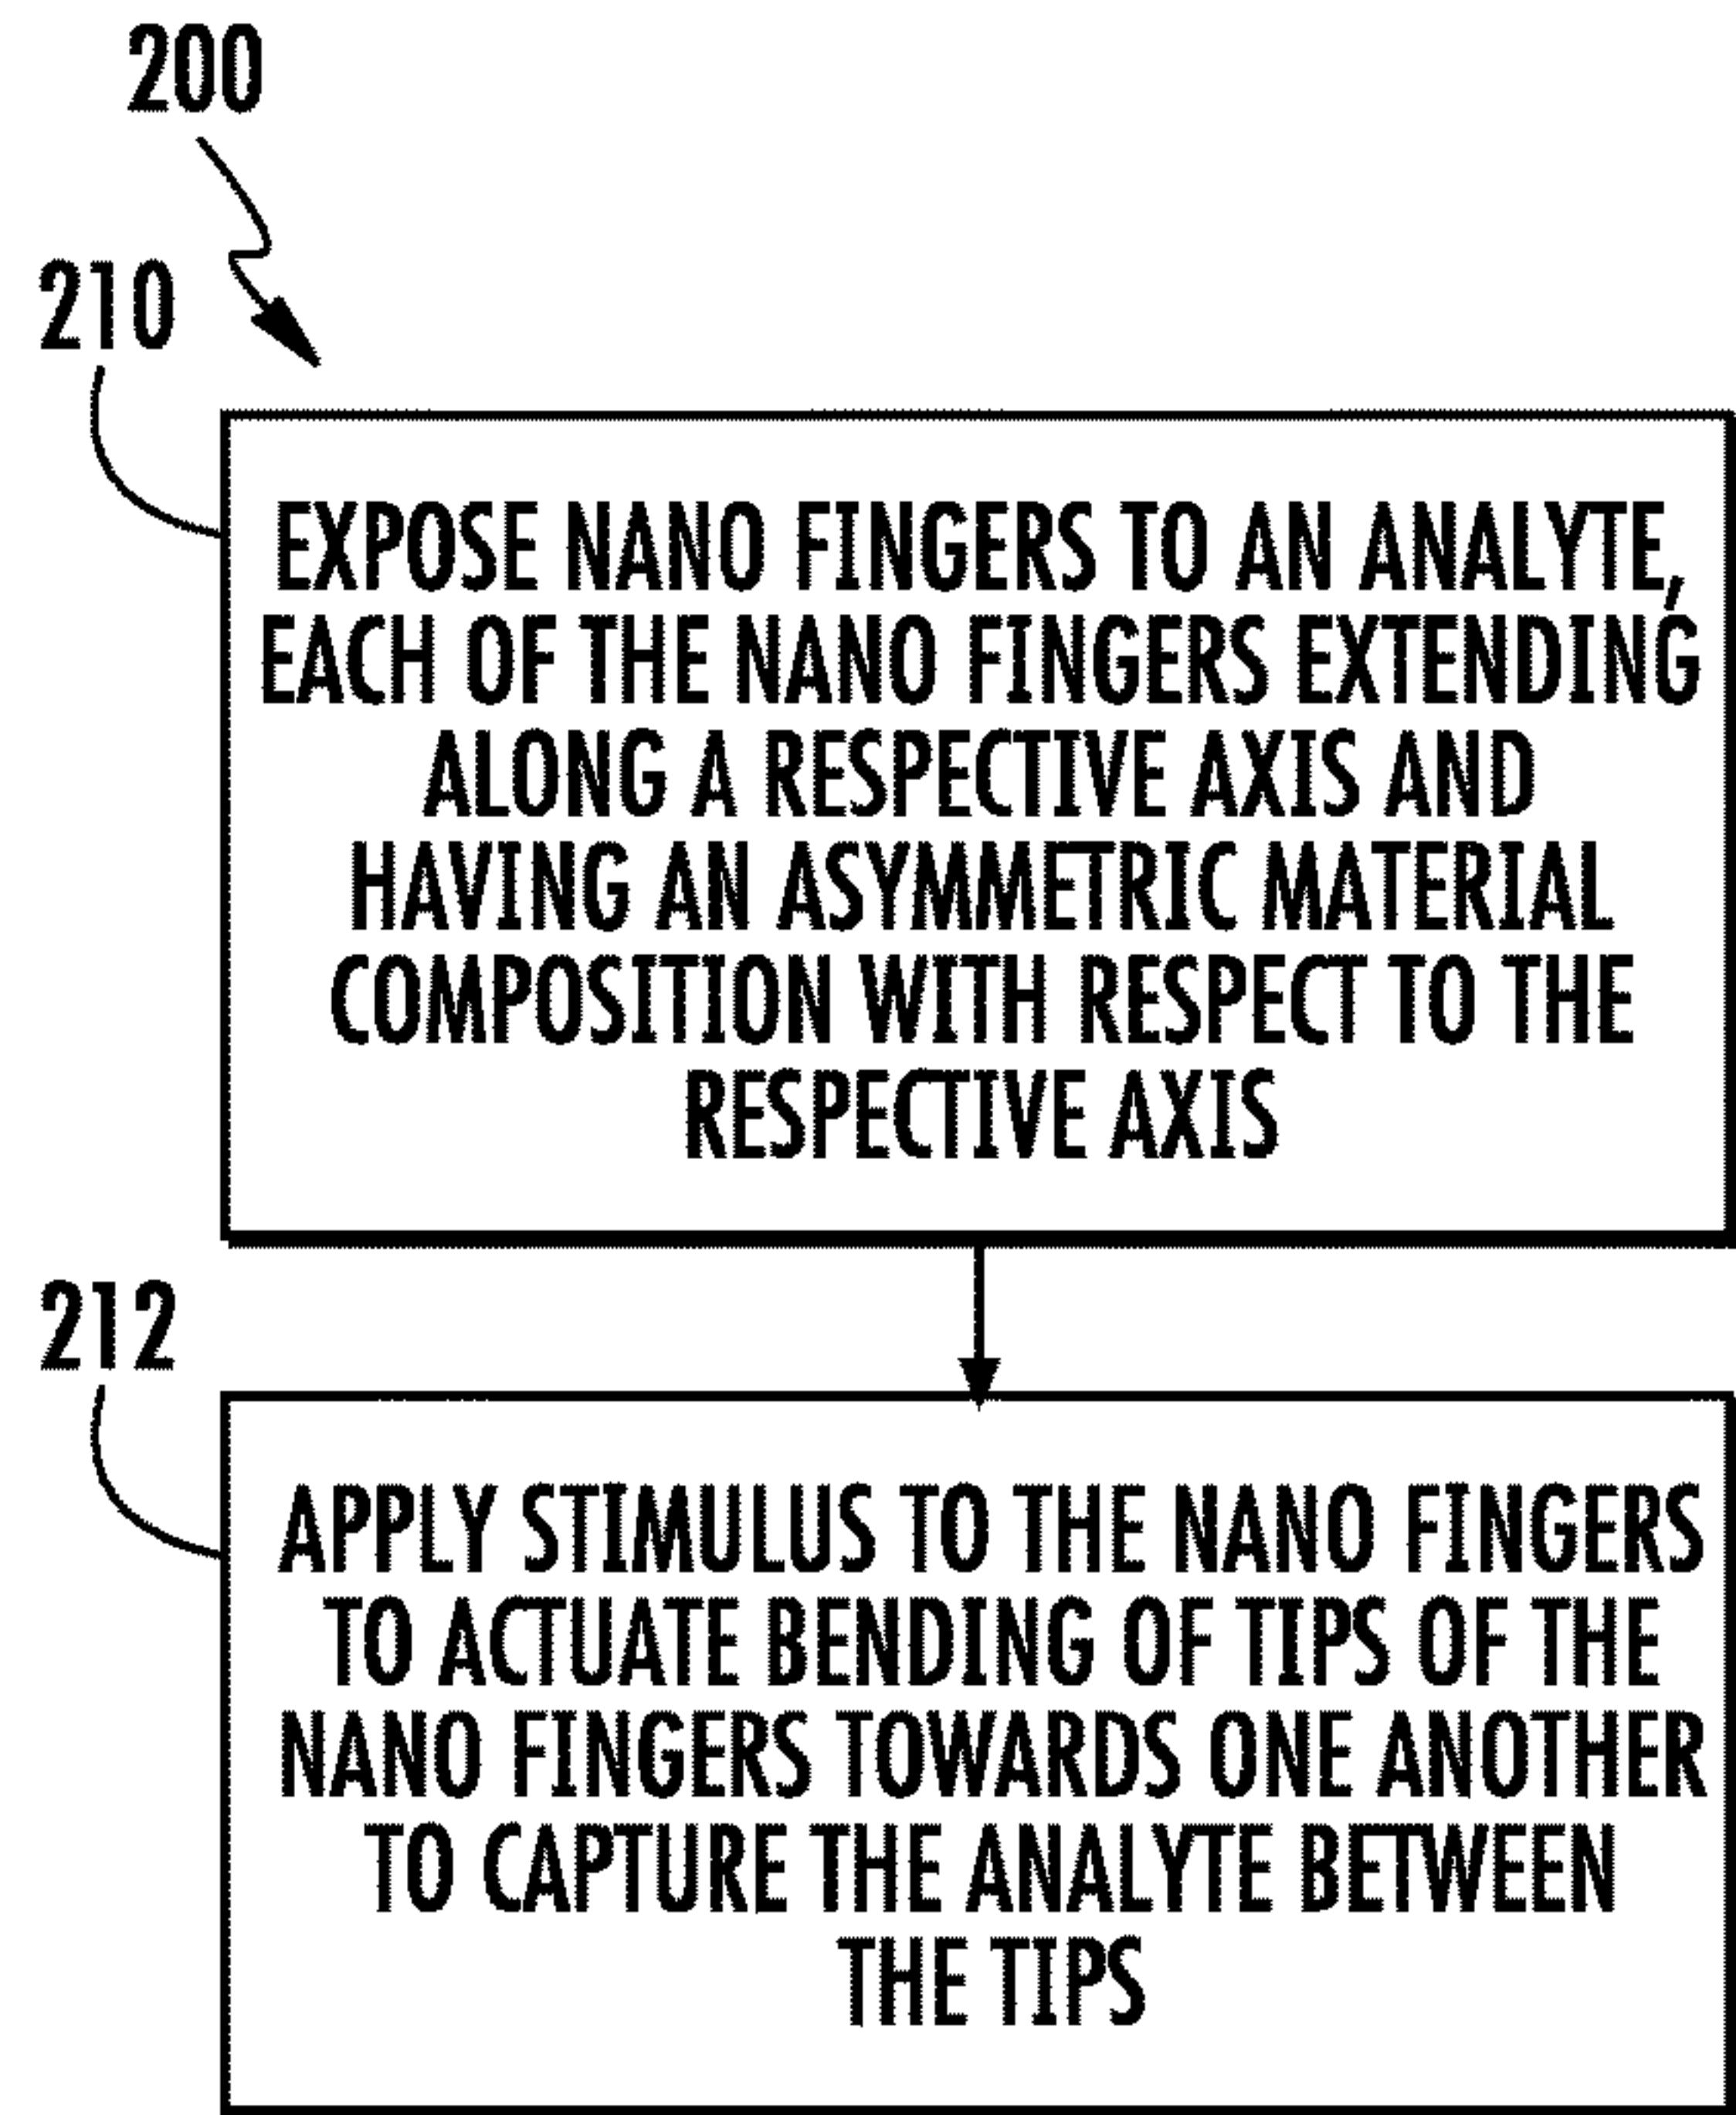 200
210
EXPOSE NANO FINGERS TO AN ANALYTE,
EACH OF THE NANO FINGERS EXTENDING
ALONG A RESPECTIVE AXIS AND
HAVING AN ASYMMETRIC MATERIAL
COMPOSITION WITH RESPECT TO THE
RESPECTIVE AXIS
212
APPLY STIMULUS TO THE NANO FINGERS
TO ACTUATE BENDING OF TIPS OF THE
NANO FINGERS TOWARDS ONE ANOTHER
TO CAPTURE THE ANALYTE BETWEEN
THE TIPS